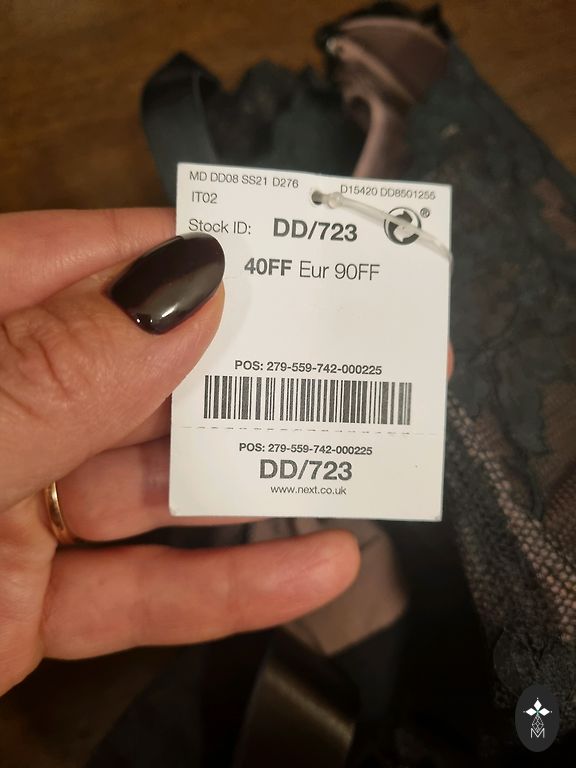 MD DD08 SS21 D276
D15420 DD8501255
IT02
Stock ID: DD/723
®
40FF Eur 90FF
POS: 279-559-742-000225
POS: 279-559-742-000225
DD/723
www.next.co.uk
M